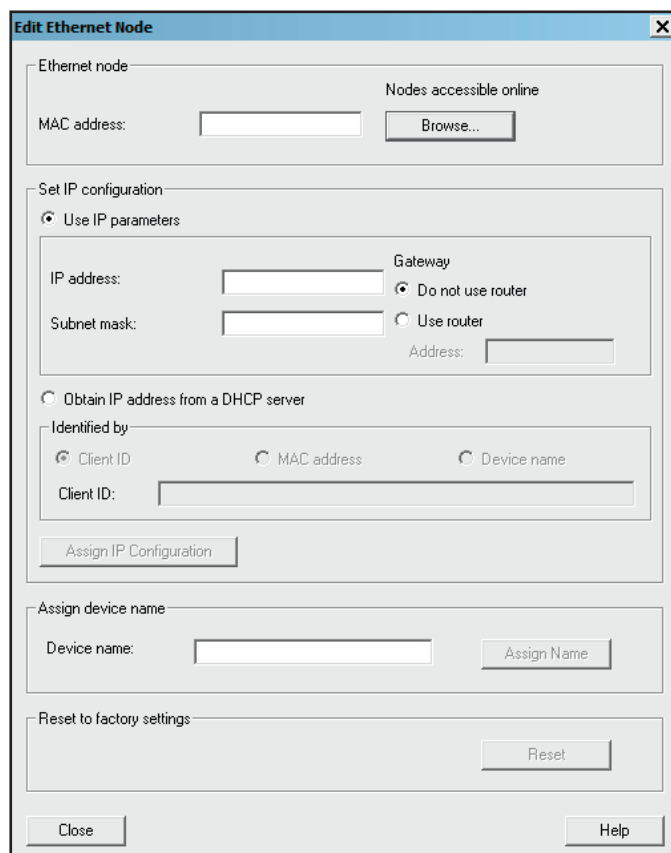 Edit Ethernet Node
Ethernet node
Nodes accessible online
MAC address:
Browse...
Set IP configuration
Use IP parameters
Gateway
IP address:
Do not use router
Subnet mask:
Use router
Address:
Obtain IP address from a DHCP server
Identified by
Client ID
MAC address
Device name
Client ID:
Assign IP Configuration
Assign device name
Device name:
Assign Name
Reset to factory settings
Reset
Close
Help